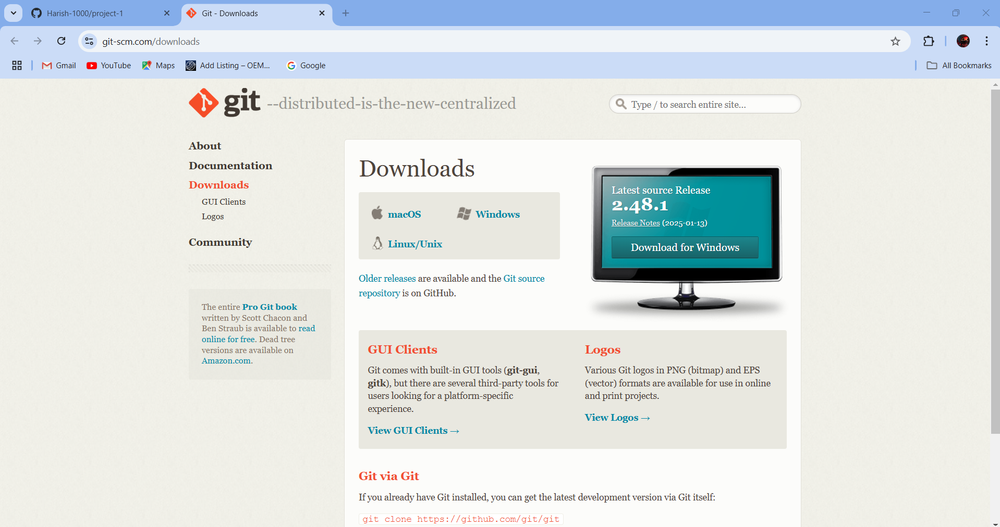 Harish-1000/project-1
Git - Downloads
git-scm.com/downloads
Gmail
YouTube
Maps
Add Listing – OEM...
Google
All Bookmarks
git --distributed-is-the-new-centralized
Type / to search entire site...
About
Documentation
Downloads
GUI Clients
Logos
Community
The entire Pro Git book
written by Scott Chacon and
Ben Straub is available to read
online for free. Dead tree
versions are available on
Amazon.com.
Downloads
macOS
Windows
Linux/Unix
Older releases are available and the Git source
repository is on GitHub.
Latest source Release
2.48.1
Release Notes (2025-01-13)
Download for Windows
GUI Clients
Git comes with built-in GUI tools (git-gui,
gitk), but there are several third-party tools for
users looking for a platform-specific
experience.
View GUI Clients →
Logos
Various Git logos in PNG (bitmap) and EPS
(vector) formats are available for use in online
and print projects.
View Logos →
Git via Git
If you already have Git installed, you can get the latest development version via Git itself:
git clone https://github.com/git/git